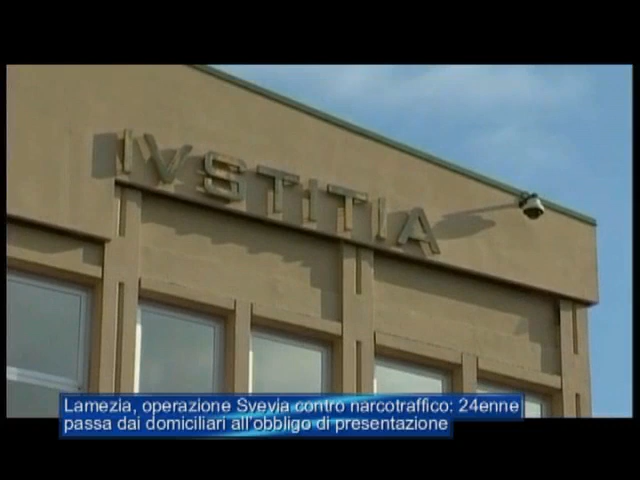 IVSTITIA
Lamezia, operazione Svevia contro narcotraffico: 24enne
passa dai domiciliari all'obbligo di presentazione